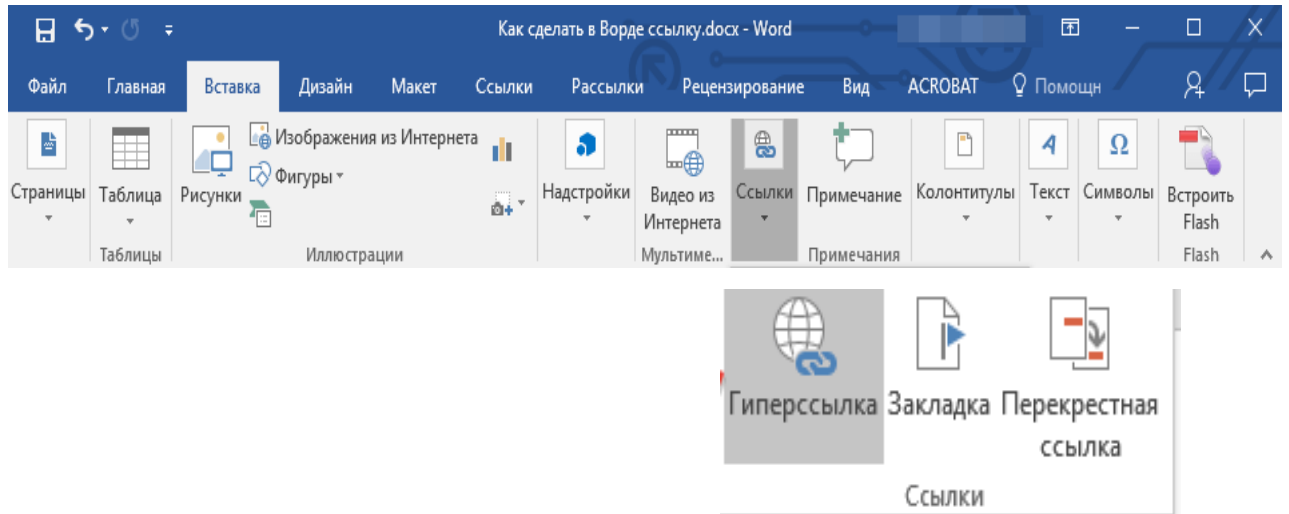 Как сделать в Ворде ссылку.docx - Word
Файл Главная Вставка Дизайн Макет Ссылки Рассылки Рецензирование Вид ACROBAT Помощн
Изображения из Интернета
Фигуры
Страницы Таблица Рисунки Надстройки Видео из Интернета Ссылки Примечание Колонтитулы Текст Символы Встроить Flash
Таблицы Иллюстрации Мультиме... Примечания Flash
Гиперссылка Закладка Перекрестная
ссылка
Ссылки